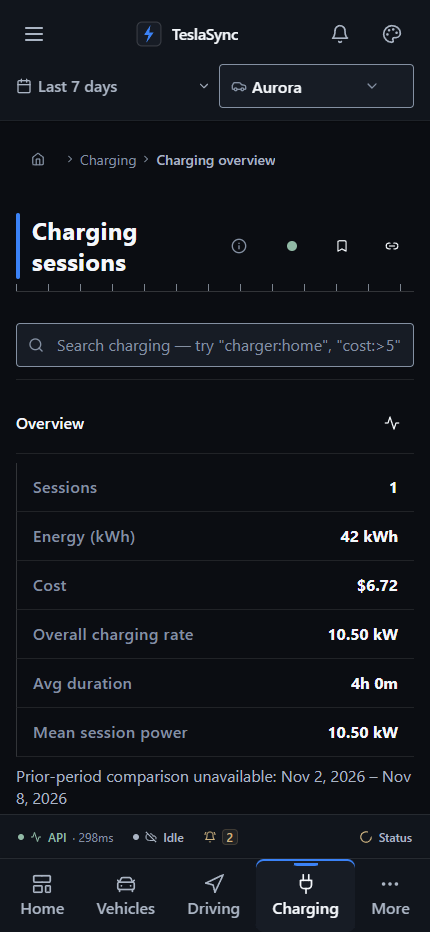 TeslaSync
Last 7 days
Aurora
Charging
Charging overview
Charging
sessions
Search charging — try "charger:home", "cost:>5"
Overview
Sessions 1
Energy (kWh) 42 kWh
Cost $6.72
Overall charging rate 10.50 kW
Avg duration 4h 0m
Mean session power 10.50 kW
Prior-period comparison unavailable: Nov 2, 2026 – Nov
8, 2026
API · 298ms Idle 2 Status
Home Vehicles Driving Charging More